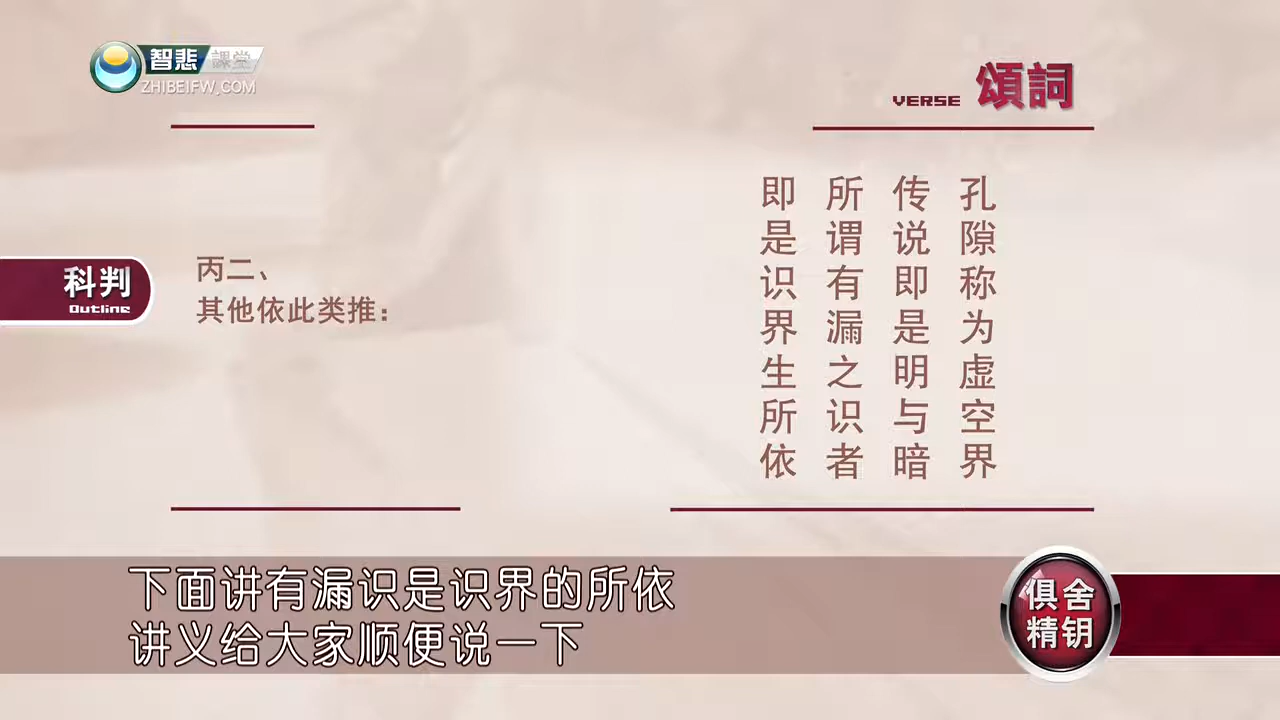 智悲課堂
ZHIBEIFW.COM
VERSE 頌詞
孔隙称为虚空界
传说即是明与暗
所谓有漏之识者
即是识界生所依
科判
Outline
丙二、
其他依此类推：
下面讲有漏识是识界的所依
讲义给大家顺便说一下
俱舍
精钥